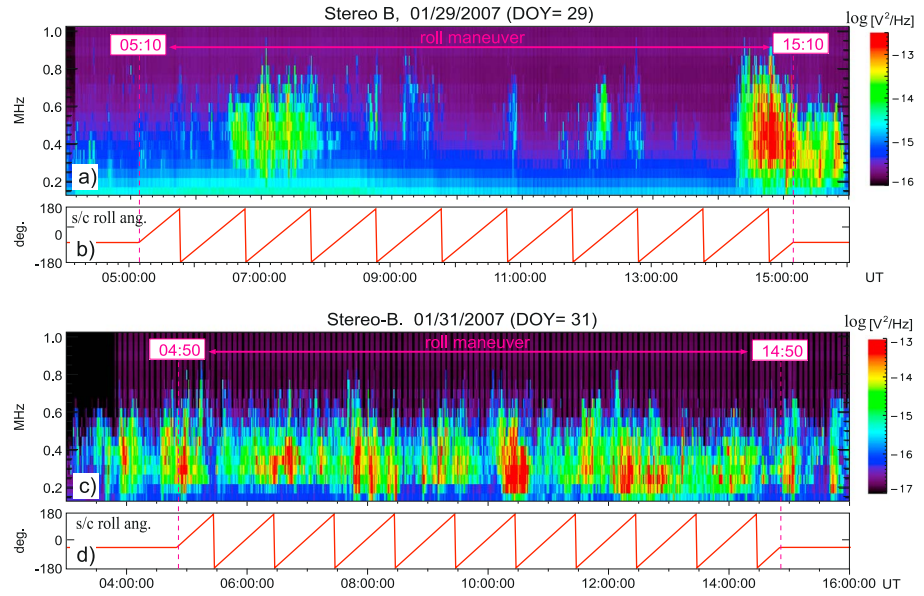 Stereo B, 01/29/2007 (DOY= 29)
log [V²/Hz]
1.0
0.8
0.6
0.4
0.2
MHz
05:10
roll maneuver
15:10
a)
−11
−12
−13
−14
−15
−16
180
0
-180
deg.
s/c roll ang.
b)
05:00:00 07:00:00 09:00:00 11:00:00 13:00:00 15:00:00 UT
Stereo-B. 01/31/2007 (DOY= 31)
log [V²/Hz]
1.0
0.8
0.6
0.4
0.2
MHz
04:50
roll maneuver
14:50
c)
−13
−14
−15
−16
−17
180
0
-180
deg.
s/c roll ang.
d)
04:00:00 06:00:00 08:00:00 10:00:00 12:00:00 14:00:00 16:00:00 UT